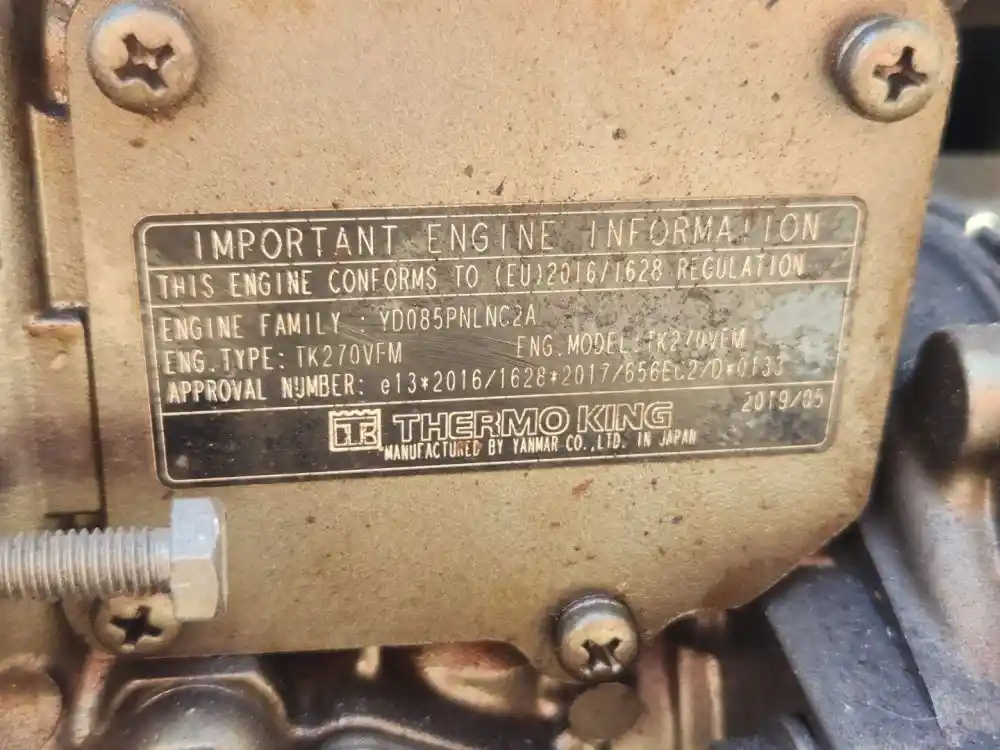 IMPORTANT ENGINE INFORMATION
THIS ENGINE CONFORMS TO (EU)2016/1628 REGULATION
ENGINE FAMILY : YD085PNLNC2A
ENG.TYPE: TK270VFM ENG.MODEL:TK270VFM
APPROVAL NUMBER: e13*2016/1628*2017/656EC2/D*0133
2019/05
TK THERMO KING
MANUFACTURED BY YANMAR CO.,LTD. IN JAPAN